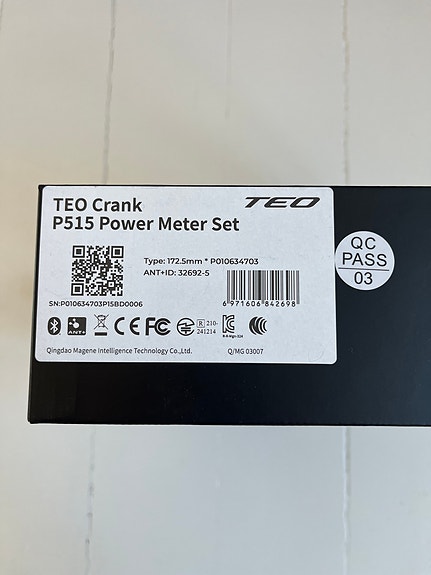 TEO Crank
P515 Power Meter Set
TEO
Type: 172.5mm * P010634703
ANT+ID: 32692-5
SN:P010634703P15BD0006
6 971606 842698
ANT+
CE FC
R 210-
241214
Qingdao Magene Intelligence Technology Co.,Ltd.
Q/MG 03007
QC
PASS
03